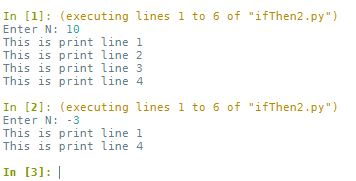 In [1]: (executing lines 1 to 6 of "ifThen2.py")
Enter N: 10
This is print line 1
This is print line 2
This is print line 3
This is print line 4
In [2]: (executing lines 1 to 6 of "ifThen2.py")
Enter N: -3
This is print line 1
This is print line 4
In [3]: